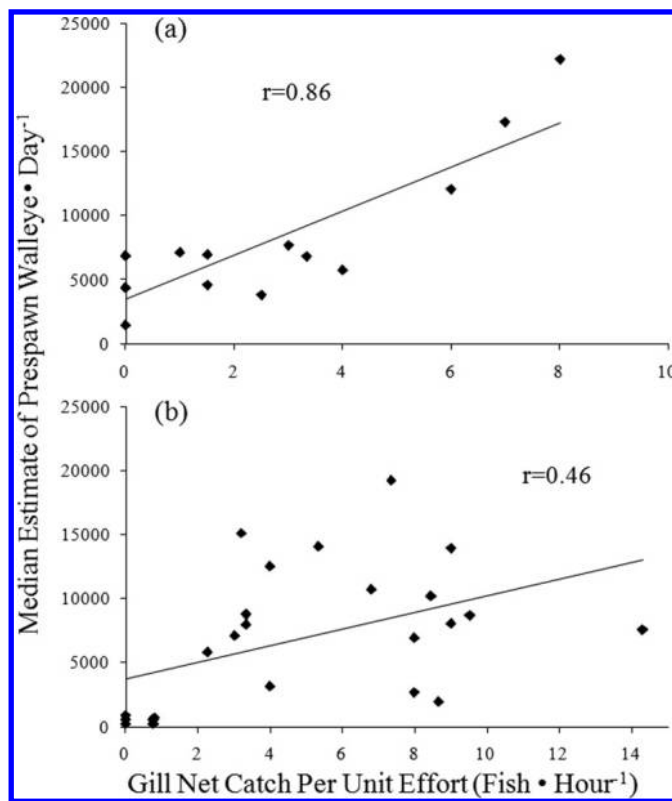 Median Estimate of Prespawn Walleye • Day⁻¹
(a)
r=0.86
25000
20000
15000
10000
5000
0
0 2 4 6 8 10
(b)
r=0.46
25000
20000
15000
10000
5000
0
0 2 4 6 8 10 12 14
Gill Net Catch Per Unit Effort (Fish • Hour⁻¹)